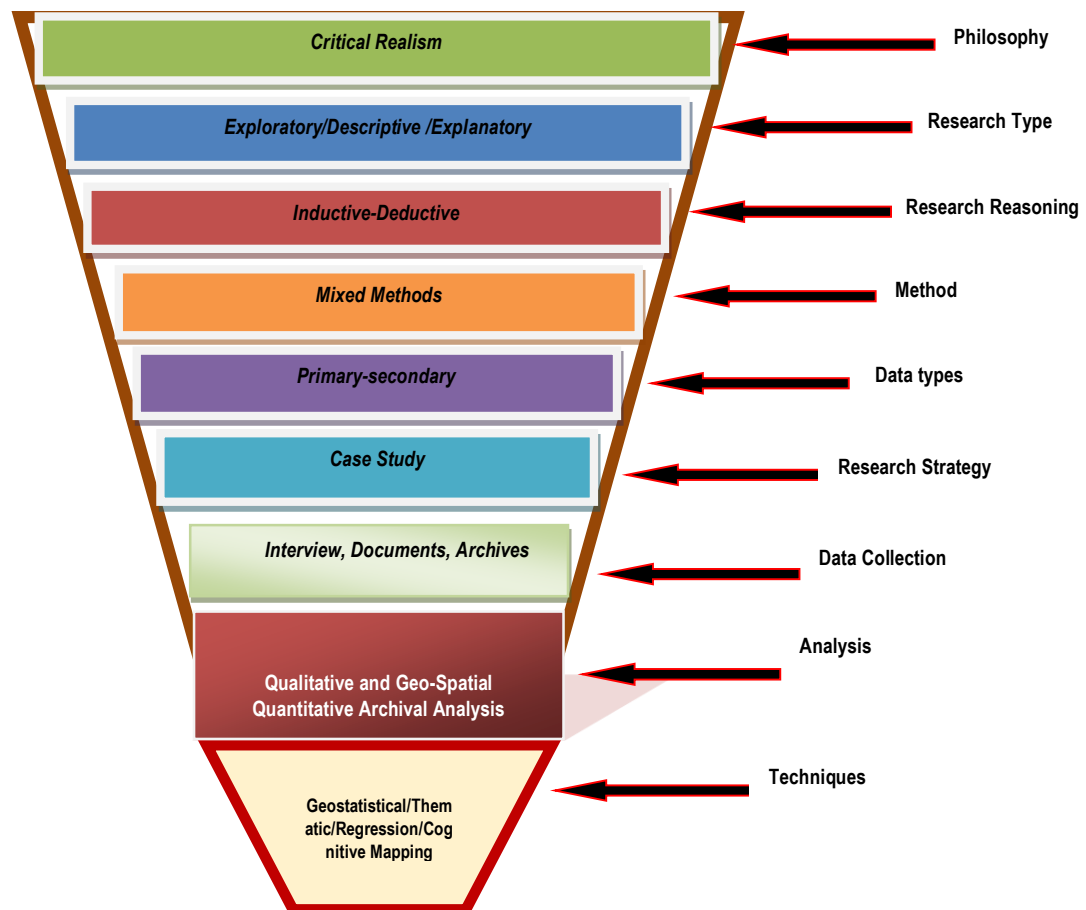 Critical Realism
Philosophy
Exploratory/Descriptive /Explanatory
Research Type
Inductive-Deductive
Research Reasoning
Mixed Methods
Method
Primary-secondary
Data types
Case Study
Research Strategy
Interview, Documents, Archives
Data Collection
Qualitative and Geo-Spatial
Quantitative Archival Analysis
Analysis
Geostatistical/Them
atic/Regression/Cog
nitive Mapping
Techniques